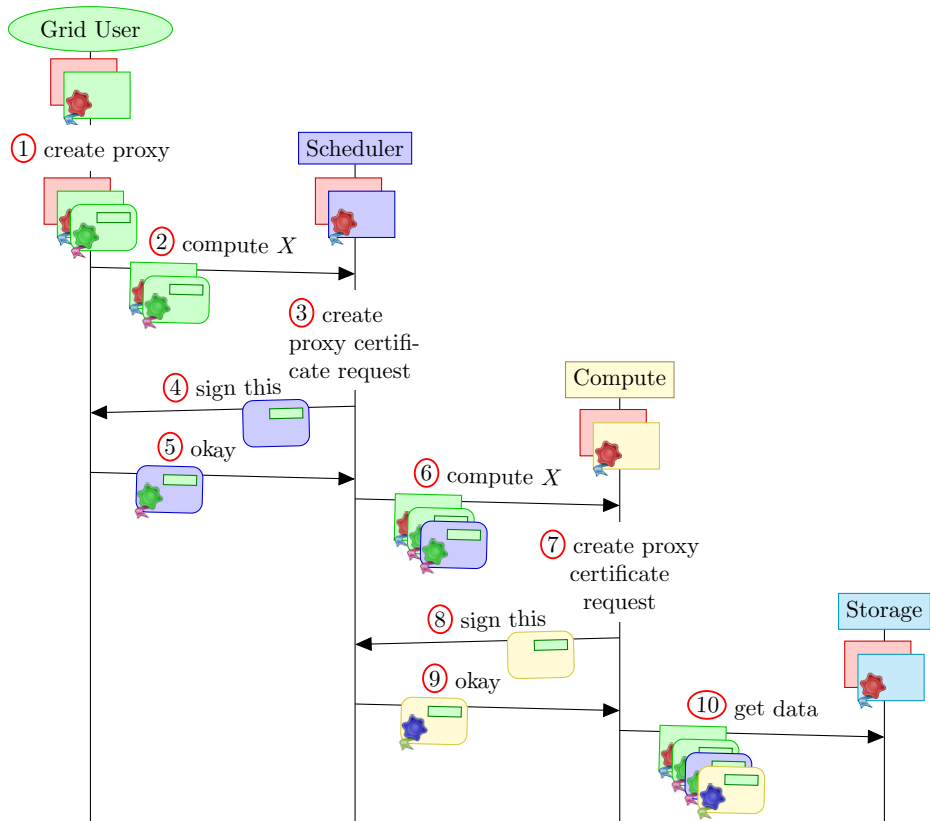 Grid User
1 create proxy
Scheduler
2 compute X
3 create
proxy certifi-
cate request
Compute
4 sign this
5 okay
6 compute X
7 create proxy
certificate
request
Storage
8 sign this
9 okay
10 get data